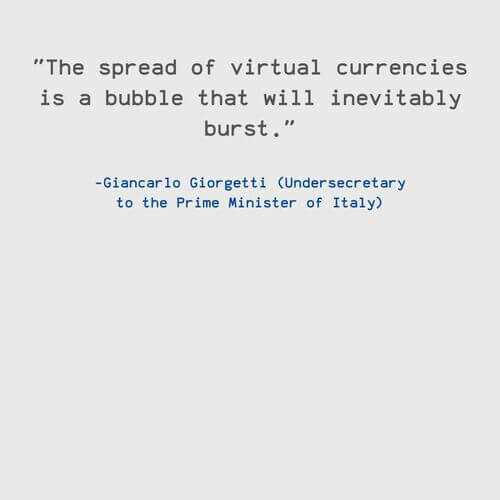 "The spread of virtual currencies
is a bubble that will inevitably
burst."
-Giancarlo Giorgetti (Undersecretary
to the Prime Minister of Italy)